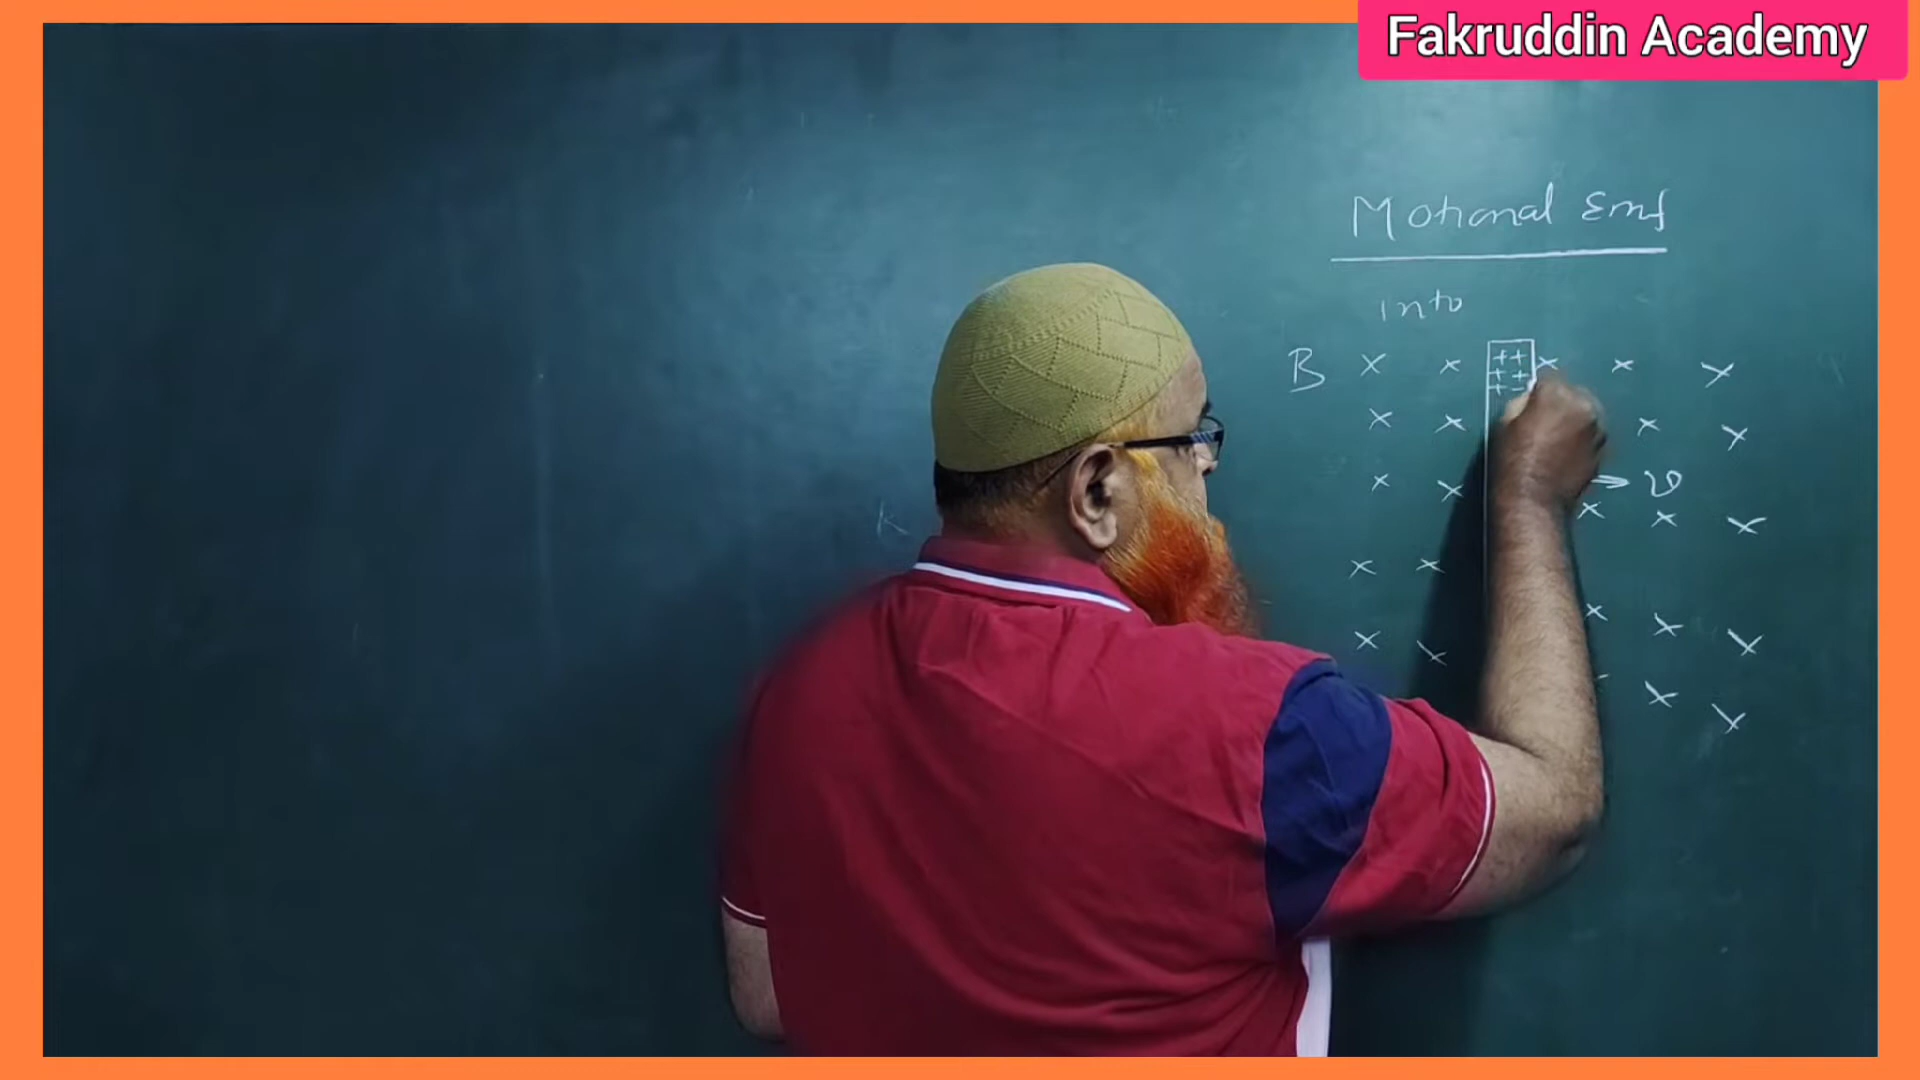 Fakruddin Academy
Motional Emf
into
B × × ++ × × ×
+ +
+ -
× × × ×
× × → v
× × ×
× ×
× × ×
× ×
× ×